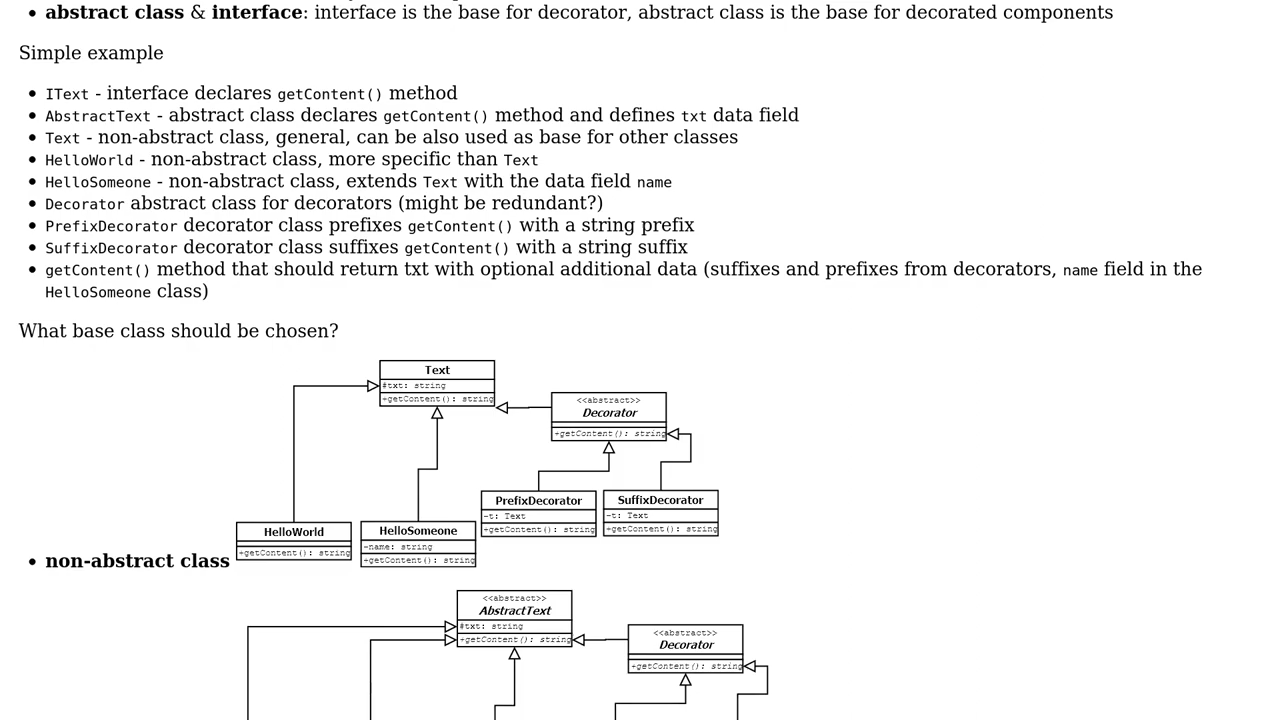 abstract class & interface: interface is the base for decorator, abstract class is the base for decorated components
Simple example
IText - interface declares getContent() method
AbstractText - abstract class declares getContent() method and defines txt data field
Text - non-abstract class, general, can be also used as base for other classes
HelloWorld - non-abstract class, more specific than Text
HelloSomeone - non-abstract class, extends Text with the data field name
Decorator abstract class for decorators (might be redundant?)
PrefixDecorator decorator class prefixes getContent() with a string prefix
SuffixDecorator decorator class suffixes getContent() with a string suffix
getContent() method that should return txt with optional additional data (suffixes and prefixes from decorators, name field in the
HelloSomeone class)
What base class should be chosen?
Text
#txt: string
+getContent(): string
<<abstract>>
Decorator
+getContent(): string
PrefixDecorator
-t: Text
+getContent(): string
SuffixDecorator
-t: Text
+getContent(): string
HelloWorld
+getContent(): string
HelloSomeone
-name: string
+getContent(): string
non-abstract class
<<abstract>>
AbstractText
#txt: string
+getContent(): string
<<abstract>>
Decorator
+getContent(): string